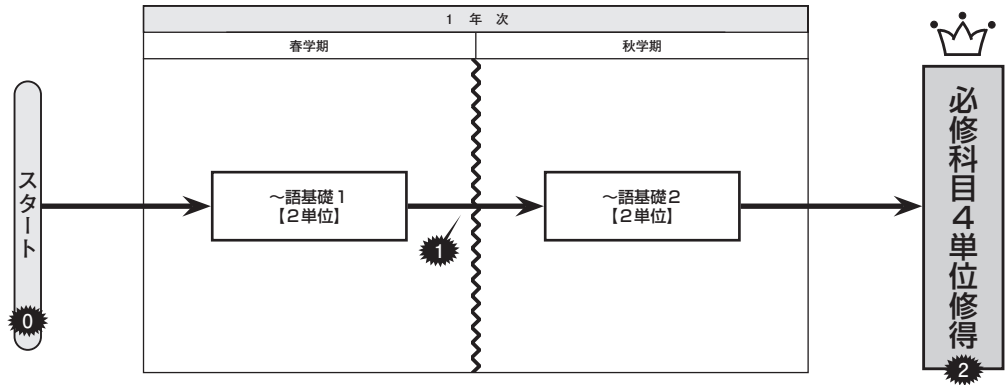 1 年 次
春学期
秋学期
スタート
0
～語基礎1
【2単位】
1
～語基礎2
【2単位】
必修科目4単位修得
2